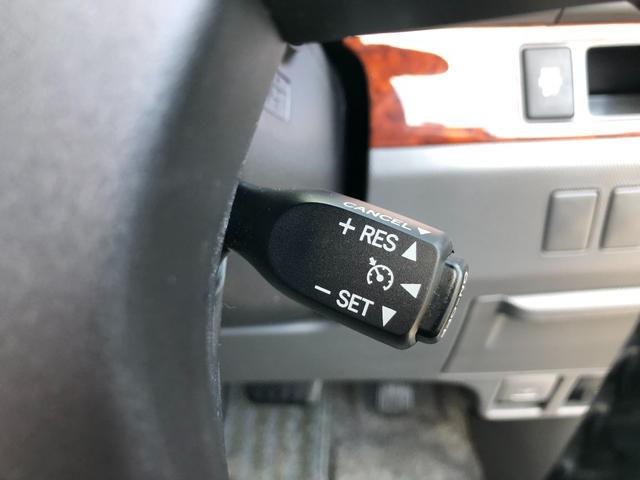 CANCEL ▼
+ RES ▲
◀
− SET ▼